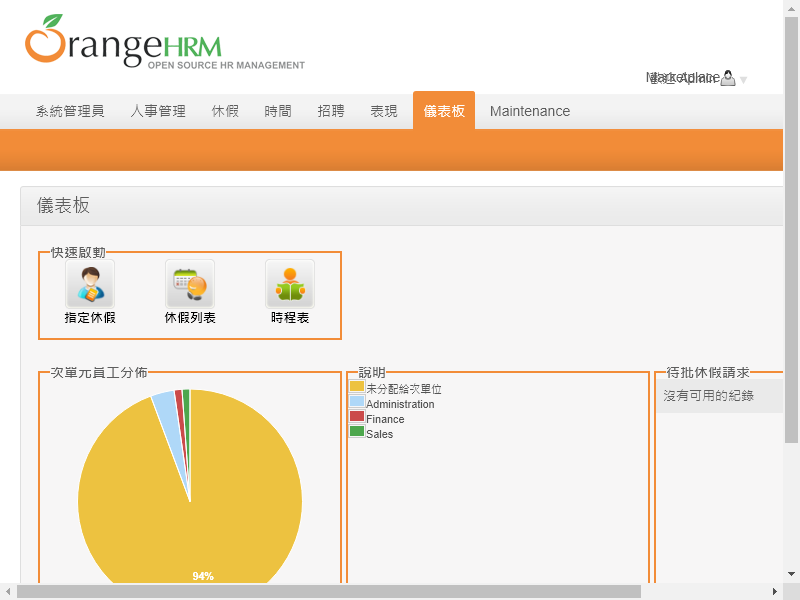 OrangeHRM
OPEN SOURCE HR MANAGEMENT
Marketplace
Admin
系統管理員 人事管理 休假 時間 招聘 表現 儀表板 Maintenance
儀表板
快速啟動
指定休假 休假列表 時程表
次單元員工分佈 說明 待批休假請求
未分配給次單位
沒有可用的紀錄
Administration
Finance
Sales
94%